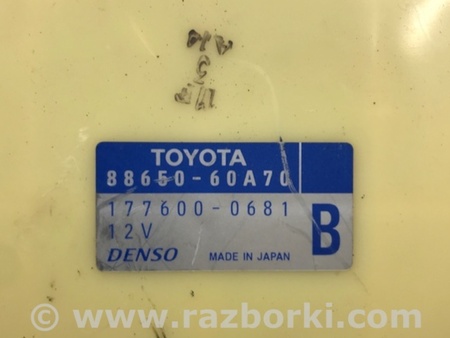 TOYOTA
88650-60A70
177600-0681
12V
B
DENSO MADE IN JAPAN
© www.razborki.com